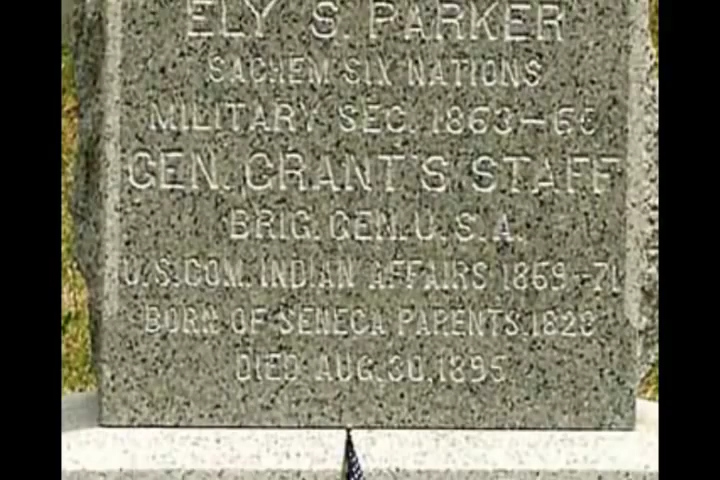 ELY S. PARKER
SACHEM SIX NATIONS
MILITARY SEC. 1863-65
GEN. GRANT'S STAFF
BRIG. GEN. U.S.A.
U.S. COM. INDIAN AFFAIRS 1869-71
BORN OF SENECA PARENTS, 1828
DIED AUG. 30, 1895